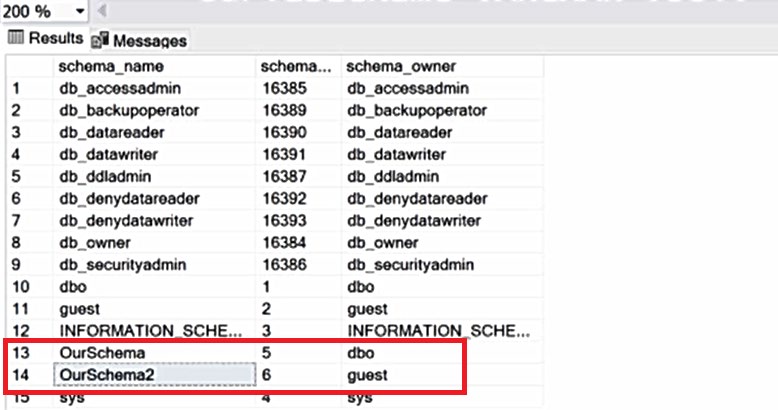 200 %
Results Messages
schema_name schema... schema_owner
1 db_accessadmin 16385 db_accessadmin
2 db_backupoperator 16389 db_backupoperator
3 db_datareader 16390 db_datareader
4 db_datawriter 16391 db_datawriter
5 db_ddladmin 16387 db_ddladmin
6 db_denydatareader 16392 db_denydatareader
7 db_denydatawriter 16393 db_denydatawriter
8 db_owner 16384 db_owner
9 db_securityadmin 16386 db_securityadmin
10 dbo 1 dbo
11 guest 2 guest
12 INFORMATION_SCHE... 3 INFORMATION_SCHE...
13 OurSchema 5 dbo
14 OurSchema2 6 guest
15 sys 4 sys